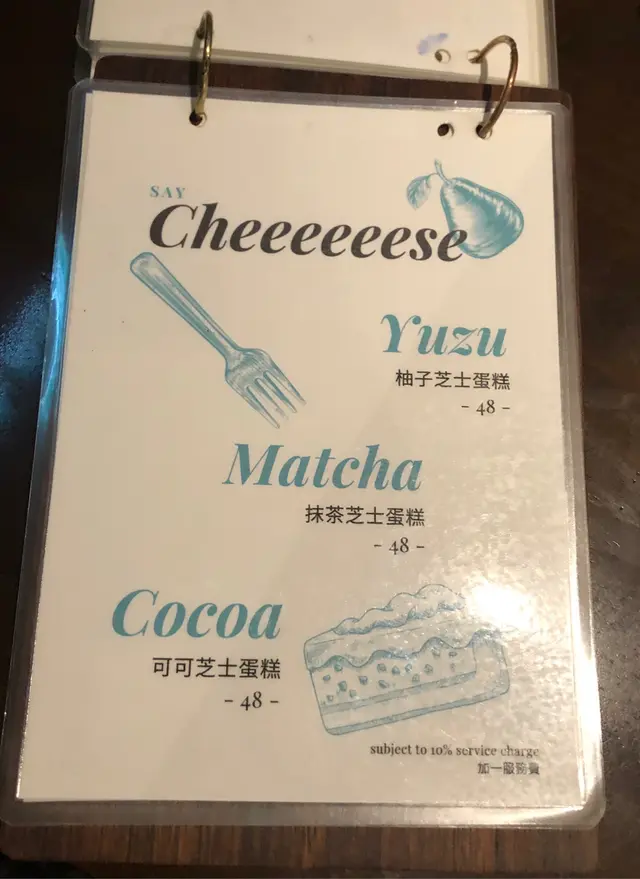 SAY
Cheeeeeeese
Yuzu
柚子芝士蛋糕
- 48 -
Matcha
抹茶芝士蛋糕
- 48 -
Cocoa
可可芝士蛋糕
- 48 -
subject to 10% service charge
加一服務費